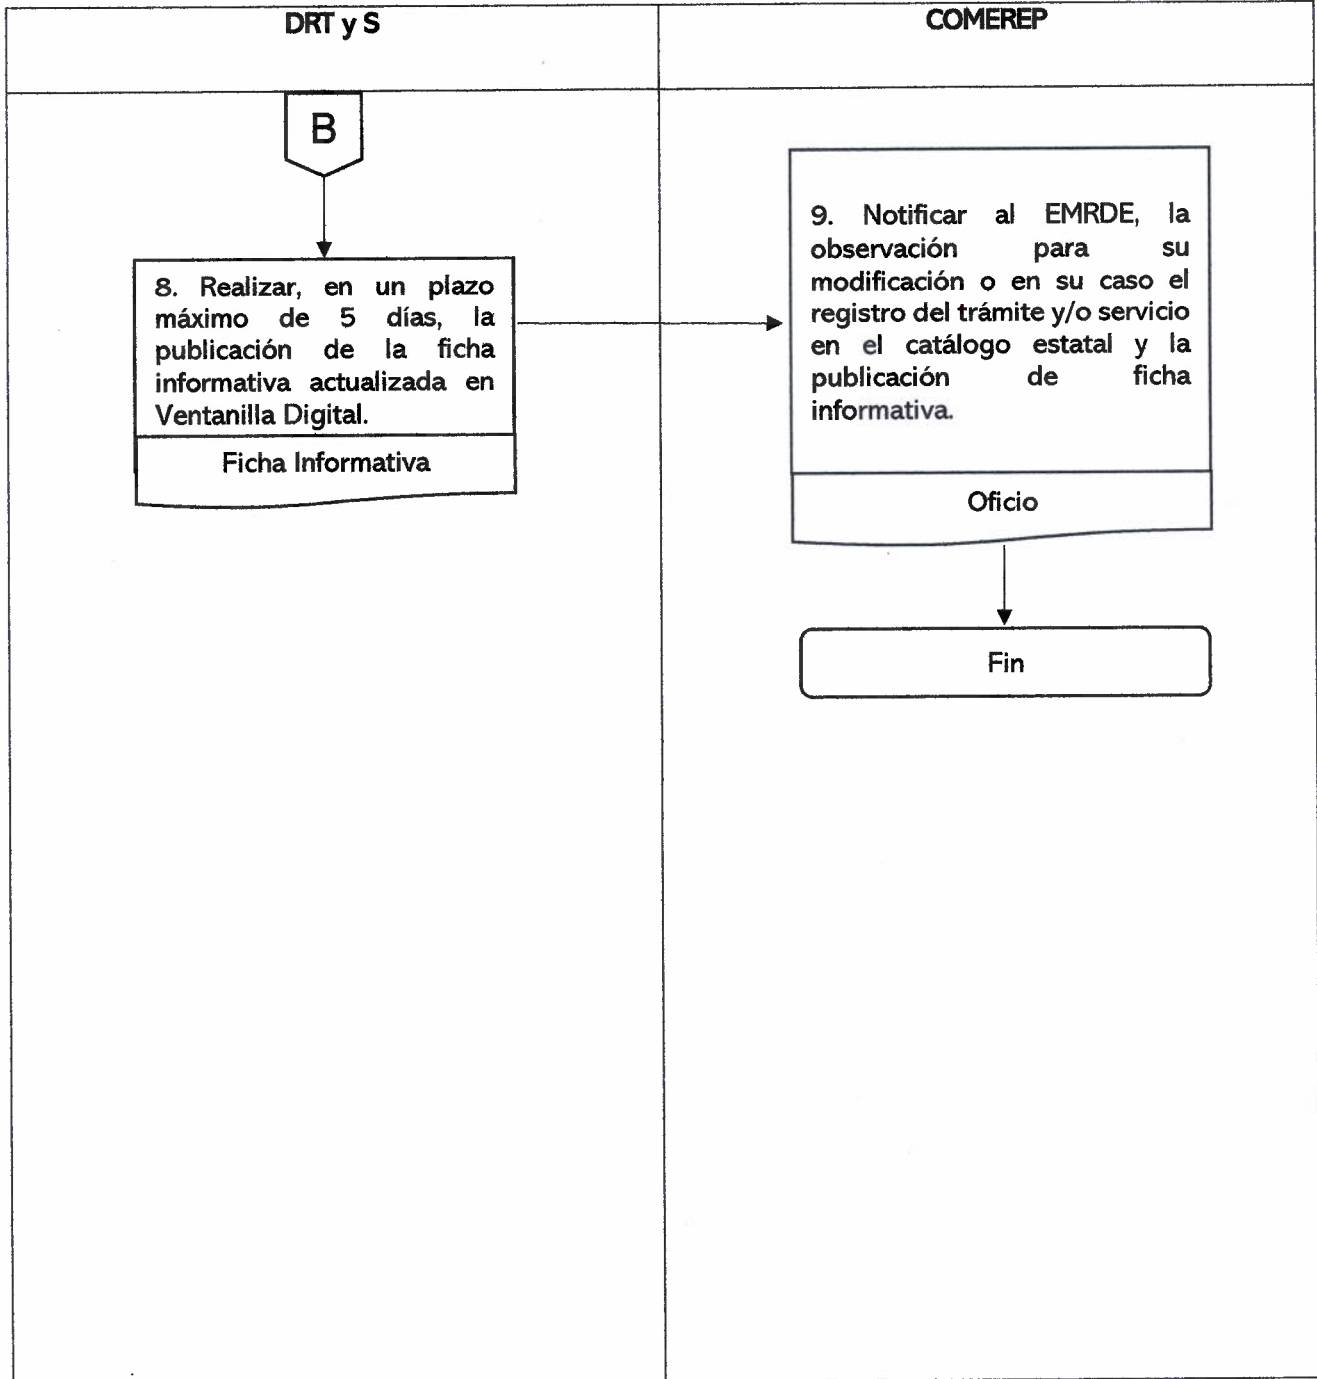 DRT y S
COMEREP
B
8. Realizar, en un plazo
máximo de 5 días, la
publicación de la ficha
informativa actualizada en
Ventanilla Digital.
Ficha Informativa
9. Notificar al EMRDE, la
observación para su
modificación o en su caso el
registro del trámite y/o servicio
en el catálogo estatal y la
publicación de ficha
informativa.
Oficio
Fin